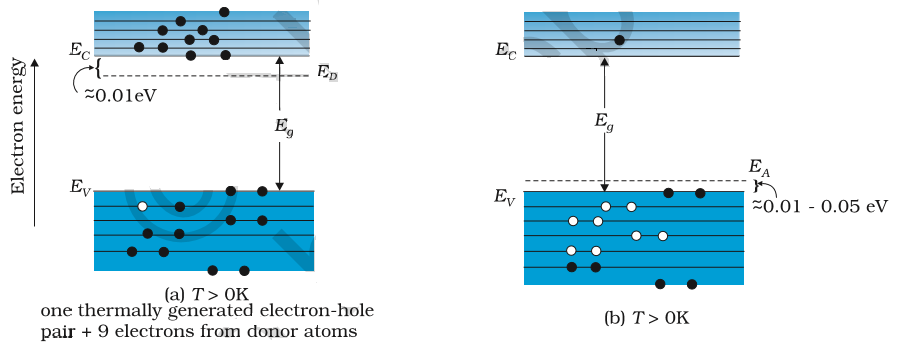 Electron energy
E_C
≈0.01eV
E_D
E_g
E_V
(a) T > 0K
one thermally generated electron-hole
pair + 9 electrons from donor atoms
E_C
E_g
E_A
E_V
≈0.01 - 0.05 eV
(b) T > 0K